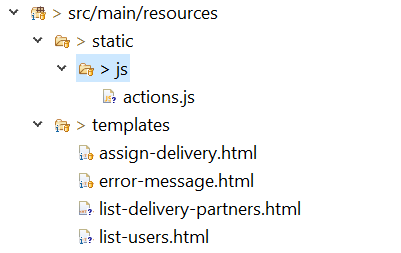 > src/main/resources
> static
> js
actions.js
> templates
assign-delivery.html
error-message.html
list-delivery-partners.html
list-users.html